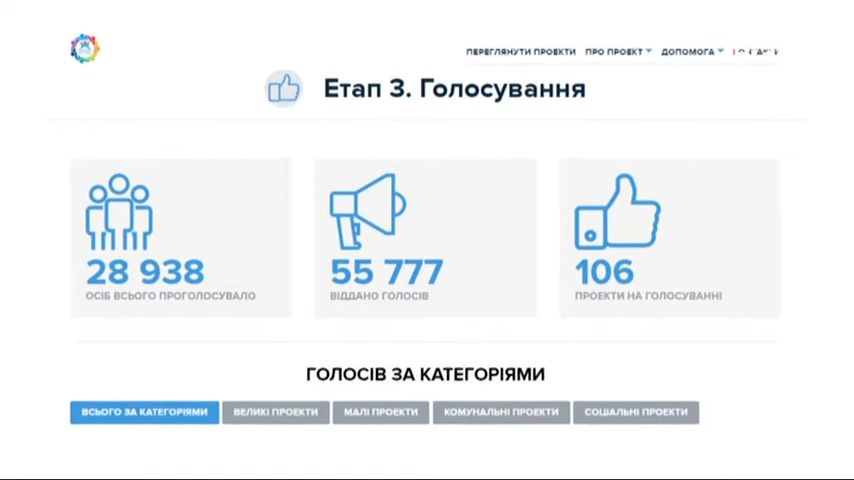 ПЕРЕГЛЯНУТИ ПРОЕКТИ ПРО ПРОЕКТ ДОПОМОГА
Етап 3. Голосування
28 938
ОСІБ ВСЬОГО ПРОГОЛОСУВАЛО
55 777
ВІДДАНО ГОЛОСІВ
106
ПРОЕКТИ НА ГОЛОСУВАННІ
ГОЛОСІВ ЗА КАТЕГОРІЯМИ
ВСЬОГО ЗА КАТЕГОРІЯМИ ВЕЛИКІ ПРОЕКТИ МАЛІ ПРОЕКТИ КОМУНАЛЬНІ ПРОЕКТИ СОЦІАЛЬНІ ПРОЕКТИ